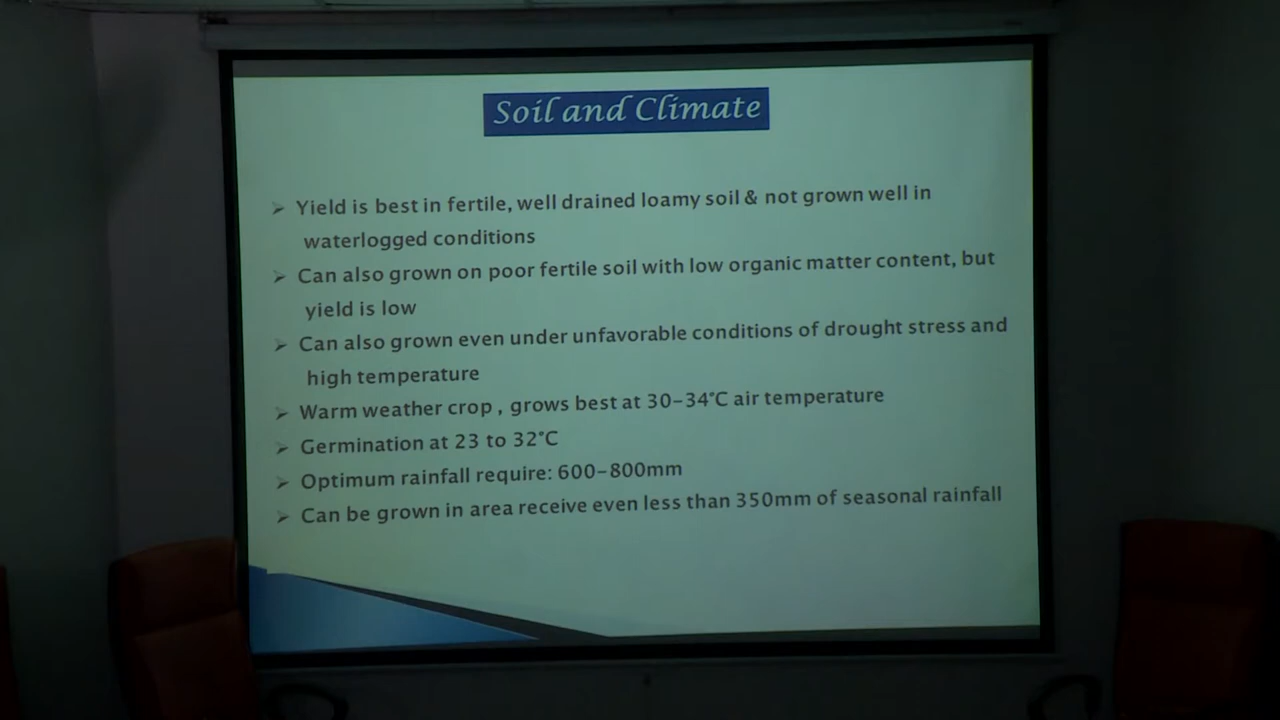 Soil and Climate
➢ Yield is best in fertile, well drained loamy soil & not grown well in
waterlogged conditions
➢ Can also grown on poor fertile soil with low organic matter content, but
yield is low
➢ Can also grown even under unfavorable conditions of drought stress and
high temperature
➢ Warm weather crop , grows best at 30-34°C air temperature
➢ Germination at 23 to 32°C
➢ Optimum rainfall require: 600-800mm
➢ Can be grown in area receive even less than 350mm of seasonal rainfall